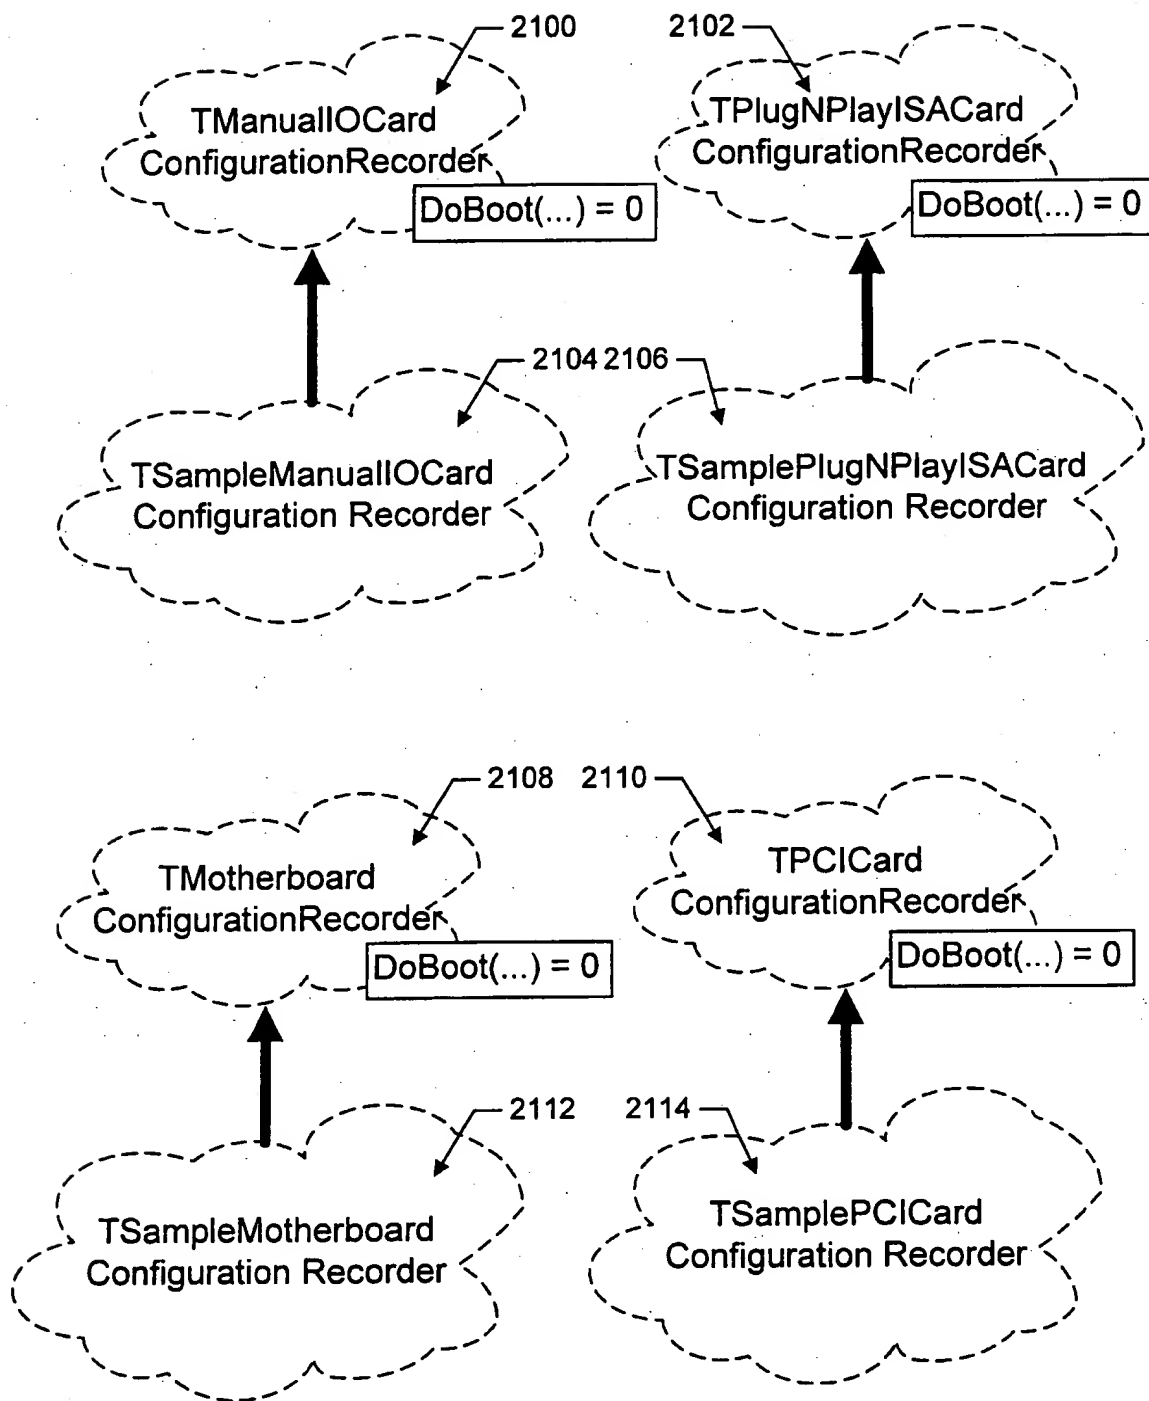 2100
2102
TManualIOCard
ConfigurationRecorder
DoBoot(...) = 0
TPlugNPlayISACard
ConfigurationRecorder
DoBoot(...) = 0
2104
2106
TSampleManualIOCard
Configuration Recorder
TSamplePlugNPlayISACard
Configuration Recorder
2108
2110
TMotherboard
ConfigurationRecorder
DoBoot(...) = 0
TPCICard
ConfigurationRecorder
DoBoot(...) = 0
2112
2114
TSampleMotherboard
Configuration Recorder
TSamplePCICard
Configuration Recorder